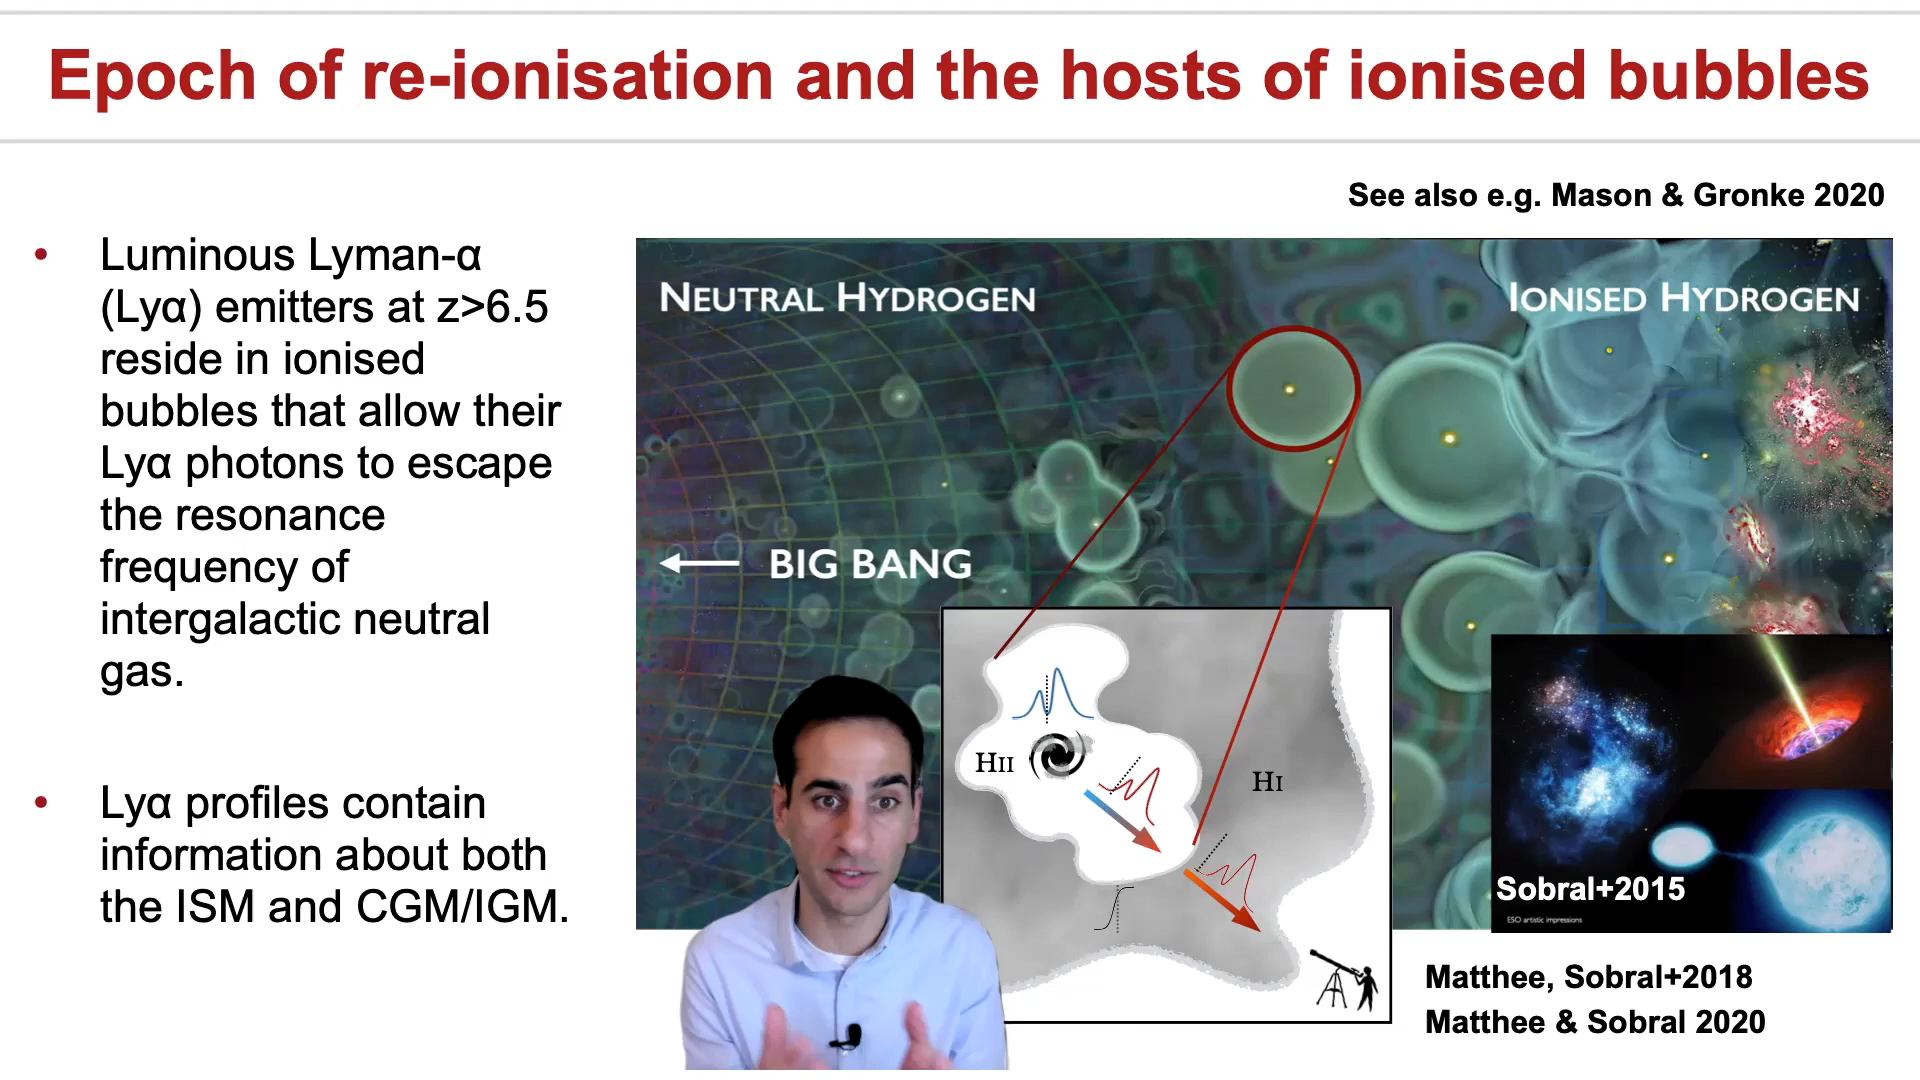 Epoch of re-ionisation and the hosts of ionised bubbles
See also e.g. Mason & Gronke 2020
• Luminous Lyman-α
(Lyα) emitters at z>6.5
reside in ionised
bubbles that allow their
Lyα photons to escape
the resonance
frequency of
intergalactic neutral
gas.
• Lyα profiles contain
information about both
the ISM and CGM/IGM.
NEUTRAL HYDROGEN
IONISED HYDROGEN
BIG BANG
HII
HI
Sobral+2015
ESO artistic impressions
Matthee, Sobral+2018
Matthee & Sobral 2020